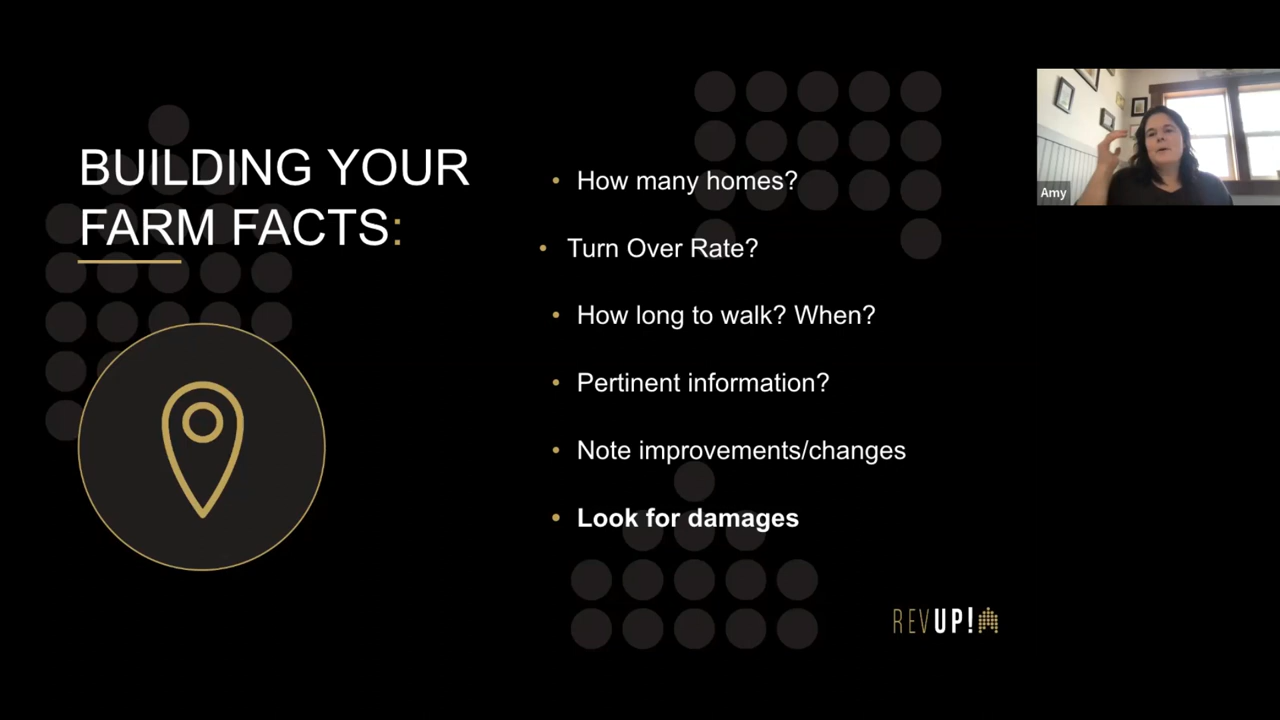 BUILDING YOUR
FARM FACTS:
• How many homes?
• Turn Over Rate?
• How long to walk? When?
• Pertinent information?
• Note improvements/changes
• Look for damages
Amy
REVUP!